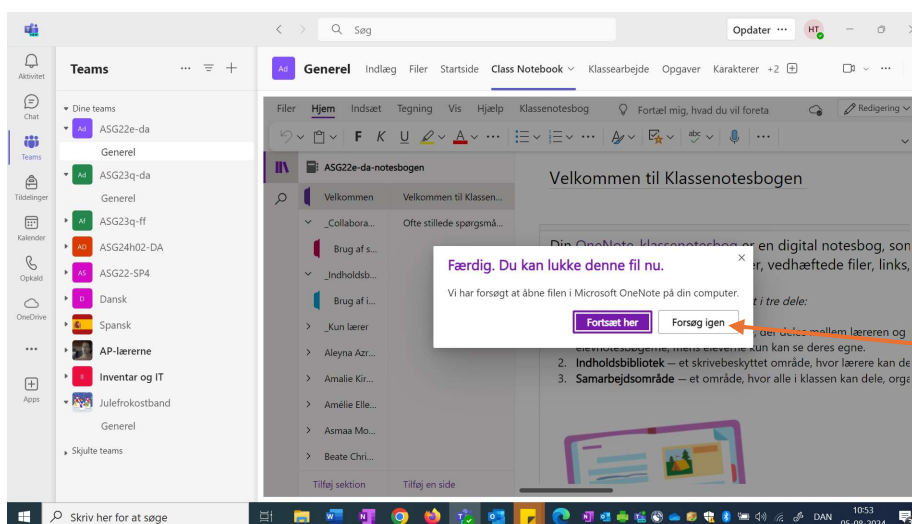 Søg
Opdater
HT
Aktivitet
Chat
Teams
Tildelinger
Kalender
Opkald
OneDrive
Apps
Teams
Dine teams
Ad ASG22e-da
Generel
Ad ASG23q-da
Generel
Af ASG23q-ff
AD ASG24h02-DA
AS ASG22-SP4
D Dansk
Spansk
AP-lærerne
Inventar og IT
Julefrokostband
Generel
Skjulte teams
Ad Generel Indlæg Filer Startside Class Notebook Klassearbejde Opgaver Karakterer +2
Filer Hjem Indsæt Tegning Vis Hjælp Klassenotesbog Fortæl mig, hvad du vil foreta Redigering
F K U A abc
ASG22e-da-notesbogen
Velkommen
_Collabora...
Brug af s...
_Indholdsb...
Brug af i...
_Kun lærer
Aleyna Azr...
Amalie Kir...
Amélie Elle...
Asmaa Mo...
Beate Chri...
Tilføj sektion
Velkommen til Klassen...
Ofte stillede spørgsmå...
Tilføj en side
Velkommen til Klassenotesbogen
Din OneNote-klassenotesbog er en digital notesbog, son
er, vedhæftede filer, links,
t i tre dele:
, der deles mellem læreren og
elevnotesbøgerne, mens eleverne kun kan se deres egne.
2. Indholdsbibliotek — et skrivebeskyttet område, hvor lærere kan de
3. Samarbejdsområde — et område, hvor alle i klassen kan dele, orga
Færdig. Du kan lukke denne fil nu.
Vi har forsøgt at åbne filen i Microsoft OneNote på din computer.
Fortsæt her Forsøg igen
Skriv her for at søge
DAN
10:53
05-08-2024